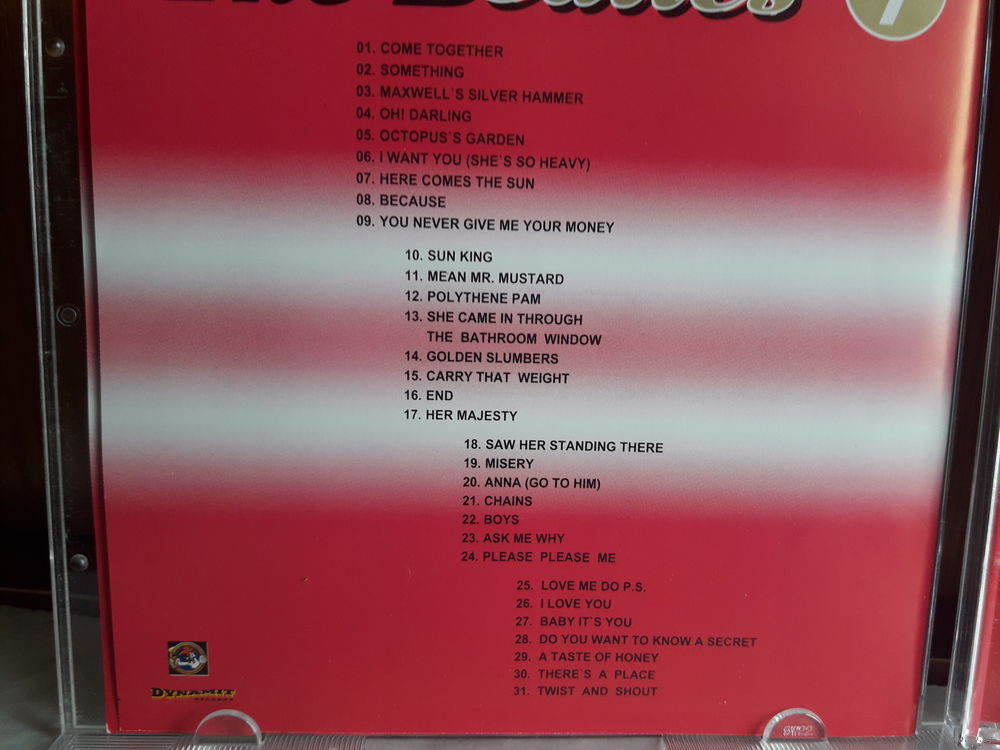 The Beatles 7
01. COME TOGETHER
02. SOMETHING
03. MAXWELL`S SILVER HAMMER
04. OH! DARLING
05. OCTOPUS`S GARDEN
06. I WANT YOU (SHE`S SO HEAVY)
07. HERE COMES THE SUN
08. BECAUSE
09. YOU NEVER GIVE ME YOUR MONEY
10. SUN KING
11. MEAN MR. MUSTARD
12. POLYTHENE PAM
13. SHE CAME IN THROUGH
THE BATHROOM WINDOW
14. GOLDEN SLUMBERS
15. CARRY THAT WEIGHT
16. END
17. HER MAJESTY
18. SAW HER STANDING THERE
19. MISERY
20. ANNA (GO TO HIM)
21. CHAINS
22. BOYS
23. ASK ME WHY
24. PLEASE PLEASE ME
25. LOVE ME DO P.S.
26. I LOVE YOU
27. BABY IT`S YOU
28. DO YOU WANT TO KNOW A SECRET
29. A TASTE OF HONEY
30. THERE`S A PLACE
31. TWIST AND SHOUT
DYNAMIT
RECORDS